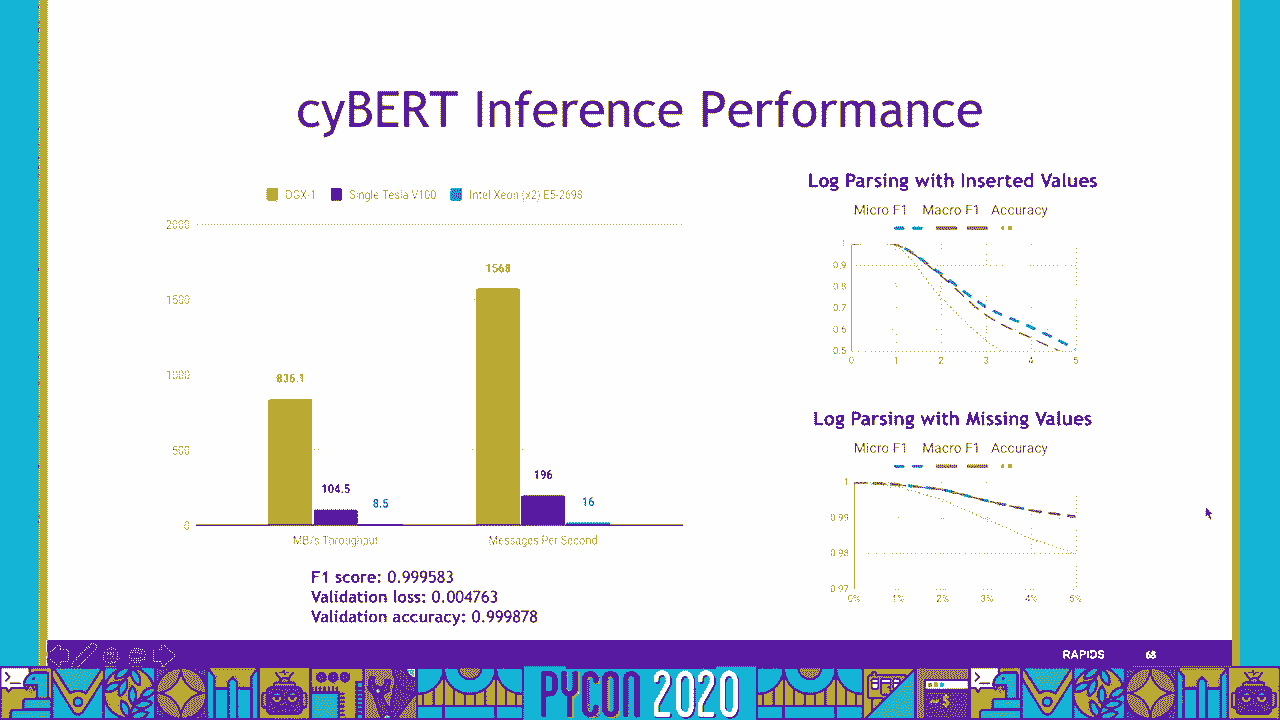 cyBERT Inference Performance
DGX-1 Single Tesla V100 Intel Xeon (x2) E5-2698
2000
1500
1000
500
0
836.1
104.5
8.5
1568
196
16
MB/s Throughput Messages Per Second
F1 score: 0.999583
Validation loss: 0.004763
Validation accuracy: 0.999878
Log Parsing with Inserted Values
Micro F1 Macro F1 Accuracy
1
0.9
0.8
0.7
0.6
0.5
0 1 2 3 4 5
Log Parsing with Missing Values
Micro F1 Macro F1 Accuracy
1
0.99
0.98
0.97
0% 1% 2% 3% 4% 5%
RAPIDS 68
PYCON 2020